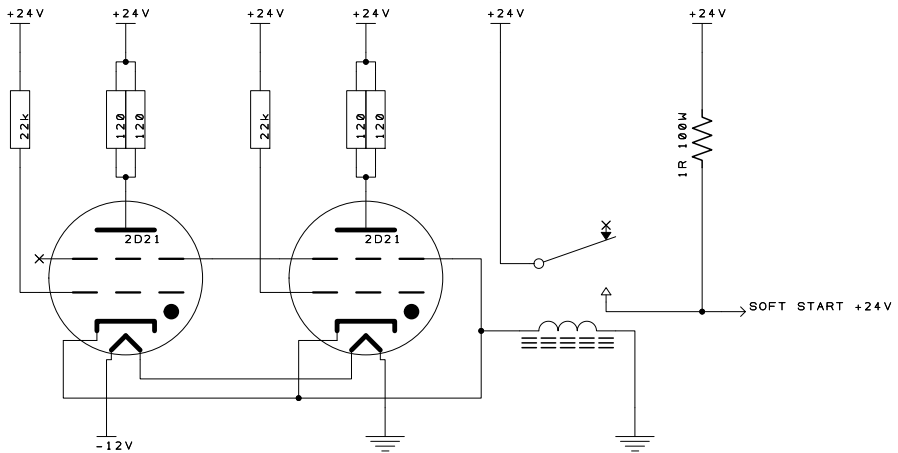 +24V +24V +24V +24V +24V +24V
22k 120 120 22k 120 120 1R 100W
2D21 2D21
SOFT START +24V
-12V